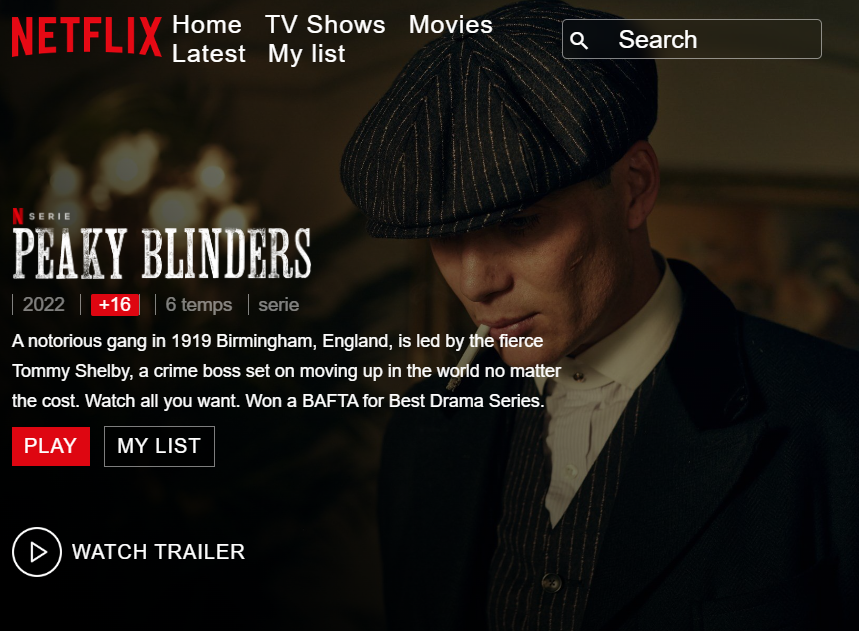 NETFLIX
Home TV Shows Movies
Latest My list
Search
N SERIE
PEAKY BLINDERS
2022 +16 6 temps serie
A notorious gang in 1919 Birmingham, England, is led by the fierce
Tommy Shelby, a crime boss set on moving up in the world no matter
the cost. Watch all you want. Won a BAFTA for Best Drama Series.
PLAY MY LIST
WATCH TRAILER